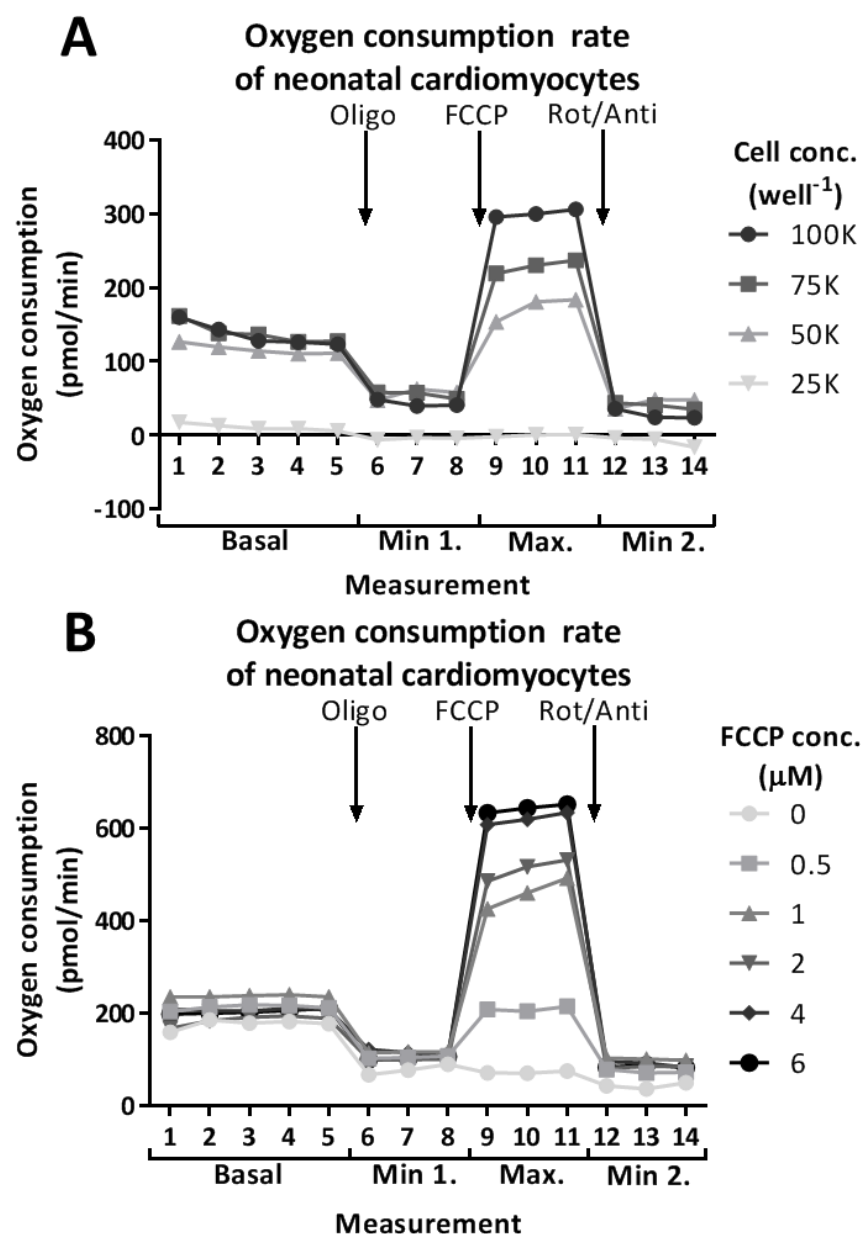 A
Oxygen consumption rate
of neonatal cardiomyocytes
Oligo FCCP Rot/Anti
400
300
200
100
0
-100
Oxygen consumption
(pmol/min)
1 2 3 4 5 6 7 8 9 10 11 12 13 14
Basal Min 1. Max. Min 2.
Measurement
Cell conc.
(well-1)
100K
75K
50K
25K
B
Oxygen consumption rate
of neonatal cardiomyocytes
Oligo FCCP Rot/Anti
800
600
400
200
0
Oxygen consumption
(pmol/min)
1 2 3 4 5 6 7 8 9 10 11 12 13 14
Basal Min 1. Max. Min 2.
Measurement
FCCP conc.
(μM)
0
0.5
1
2
4
6